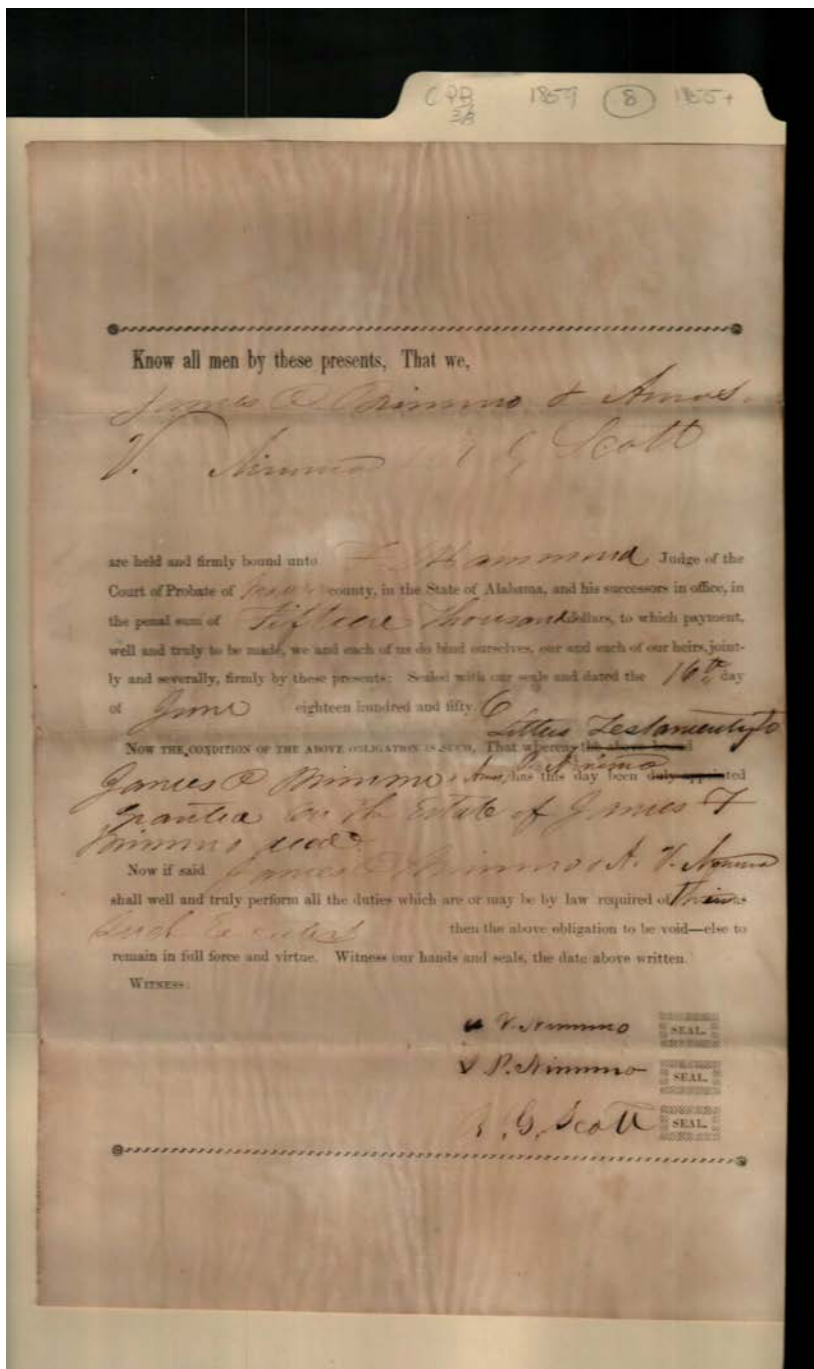 CPB 1859 8 1855+
Know all men by these presents, That we,
James P Nimmo & Amos
V. Nimmo G Scott
are held and firmly bound unto F L Hammond Judge of the
Court of Probate of county, in the State of Alabama, and his successors in office, in
the penal sum of Fifteen Thousand dollars, to which payment,
well and truly to be made, we and each of us do bind ourselves, our and each of our heirs, joint-
ly and severally, firmly by these presents: Sealed with our seals and dated the 16th day
of June eighteen hundred and fifty 6
Letters Testamentary to
Now the condition of the above obligation is such, That whereas the above bound
James P Nimmo & Amos V Nimmo has this day been duly appointed
granted on the Estate of James T
Nimmo decd
Now if said James P Nimmo & A. V. Nimmo
shall well and truly perform all the duties which are or may be by law required of them as
such Executors then the above obligation to be void—else to
remain in full force and virtue. Witness our hands and seals, the date above written.
Witness:
A V. Nimmo SEAL.
J P. Nimmo SEAL.
G. Scott SEAL.